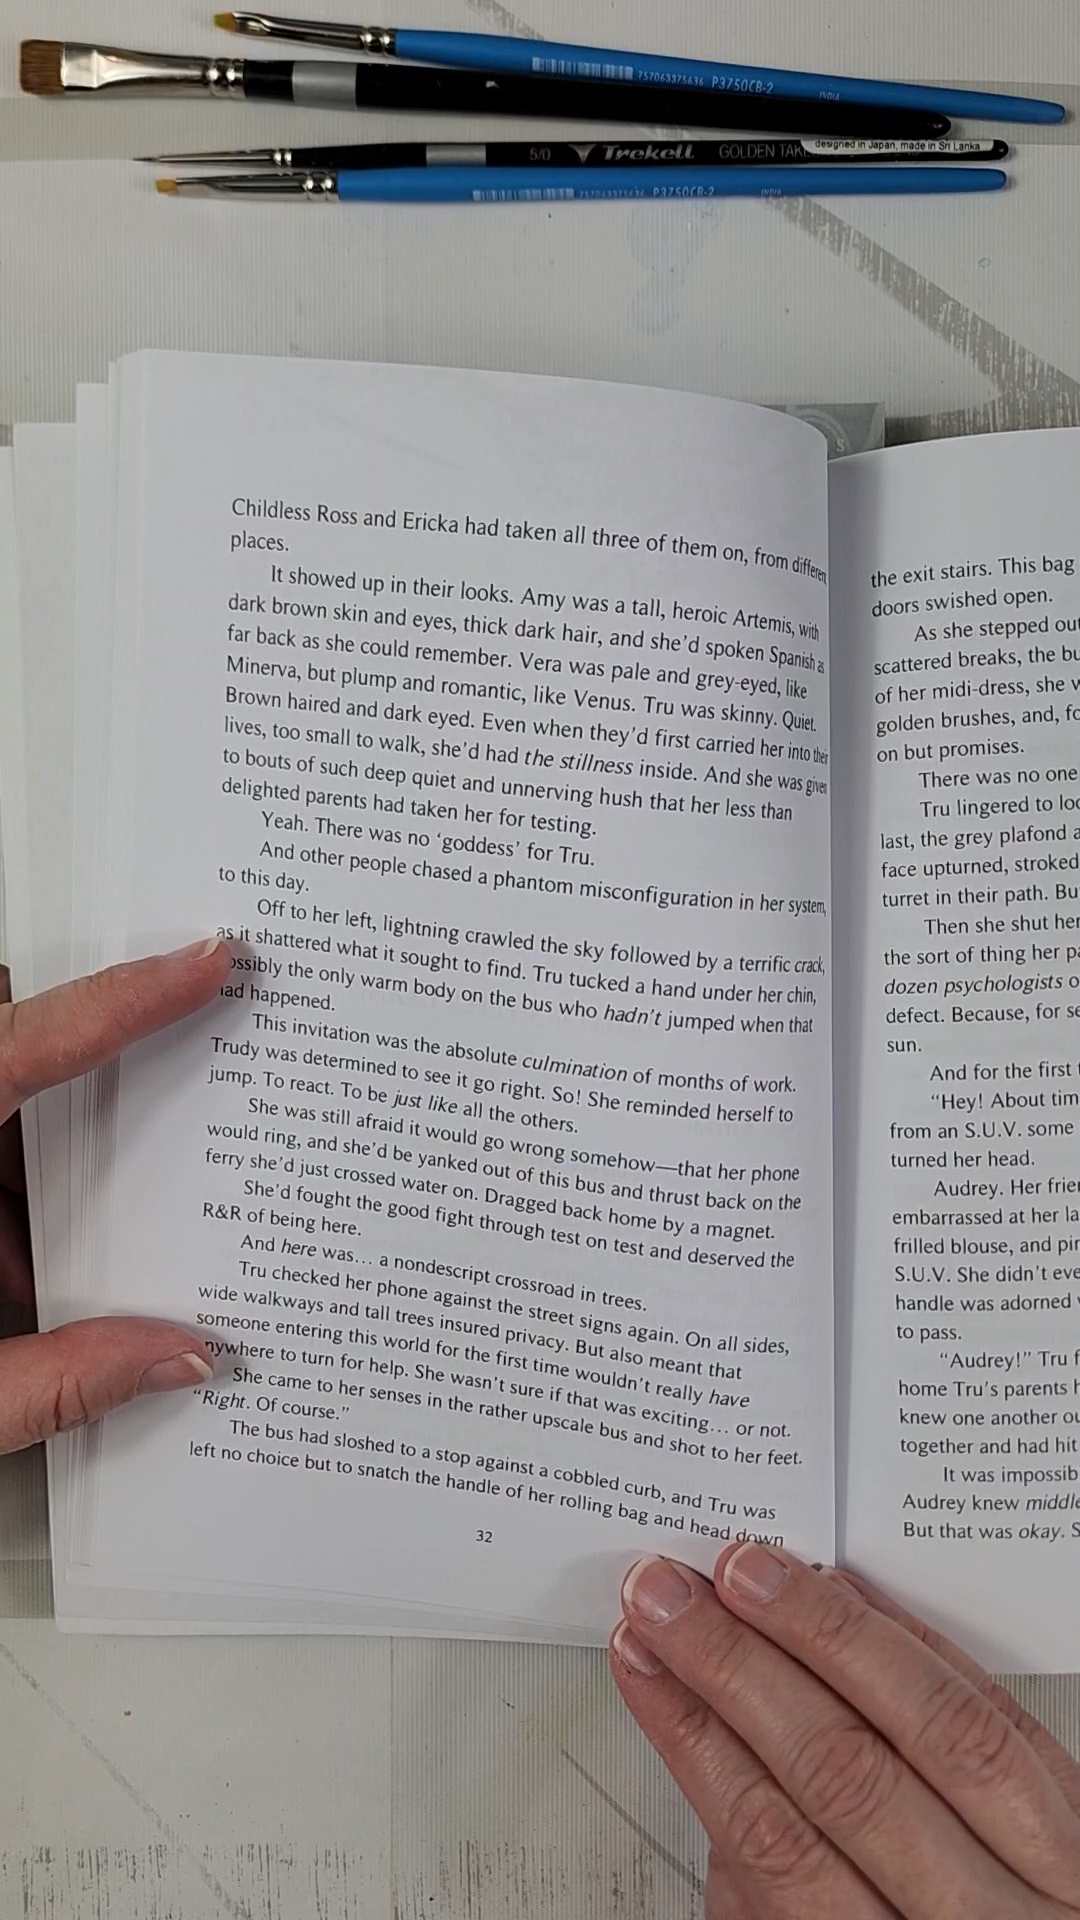 757063375636 P3750CB-2 INDIA
5/0 Trekell GOLDEN TAK
designed in Japan, made in Sri Lanka
P3750CB-2 INDIA
Childless Ross and Ericka had taken all three of them on, from different
places.
It showed up in their looks. Amy was a tall, heroic Artemis, with
dark brown skin and eyes, thick dark hair, and she'd spoken Spanish as
far back as she could remember. Vera was pale and grey-eyed, like
Minerva, but plump and romantic, like Venus. Tru was skinny. Quiet.
Brown haired and dark eyed. Even when they'd first carried her into their
lives, too small to walk, she'd had the stillness inside. And she was given
to bouts of such deep quiet and unnerving hush that her less than
delighted parents had taken her for testing.
Yeah. There was no 'goddess' for Tru.
And other people chased a phantom misconfiguration in her system,
to this day.
Off to her left, lightning crawled the sky followed by a terrific crack,
as it shattered what it sought to find. Tru tucked a hand under her chin,
ossibly the only warm body on the bus who hadn't jumped when that
had happened.
This invitation was the absolute culmination of months of work.
Trudy was determined to see it go right. So! She reminded herself to
jump. To react. To be just like all the others.
She was still afraid it would go wrong somehow—that her phone
would ring, and she'd be yanked out of this bus and thrust back on the
ferry she'd just crossed water on. Dragged back home by a magnet.
She'd fought the good fight through test on test and deserved the
R&R of being here.
And here was... a nondescript crossroad in trees.
Tru checked her phone against the street signs again. On all sides,
wide walkways and tall trees insured privacy. But also meant that
someone entering this world for the first time wouldn't really have
nywhere to turn for help. She wasn't sure if that was exciting... or not.
She came to her senses in the rather upscale bus and shot to her feet.
"Right. Of course."
The bus had sloshed to a stop against a cobbled curb, and Tru was
left no choice but to snatch the handle of her rolling bag and head down
32
the exit stairs. This bag
doors swished open.
As she stepped out
scattered breaks, the bu
of her midi-dress, she w
golden brushes, and, fo
on but promises.
There was no one
Tru lingered to loo
last, the grey plafond a
face upturned, stroked
turret in their path. Bu
Then she shut her
the sort of thing her pa
dozen psychologists o
defect. Because, for se
sun.
And for the first t
"Hey! About tim
from an S.U.V. some
turned her head.
Audrey. Her frien
embarrassed at her la
frilled blouse, and pin
S.U.V. She didn't eve
handle was adorned w
to pass.
"Audrey!" Tru f
home Tru's parents h
knew one another ou
together and had hit
It was impossib
Audrey knew middle
But that was okay. S